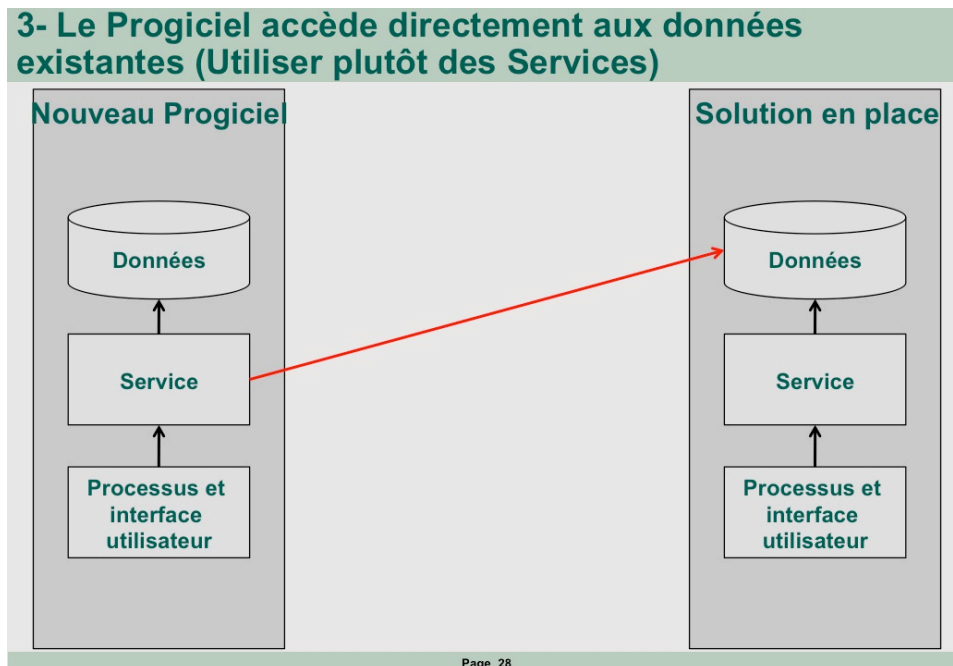 3- Le Progiciel accède directement aux données
existantes (Utiliser plutôt des Services)
Nouveau Progiciel
Solution en place
Données
Données
Service
Service
Processus et
interface
utilisateur
Processus et
interface
utilisateur
Page 28